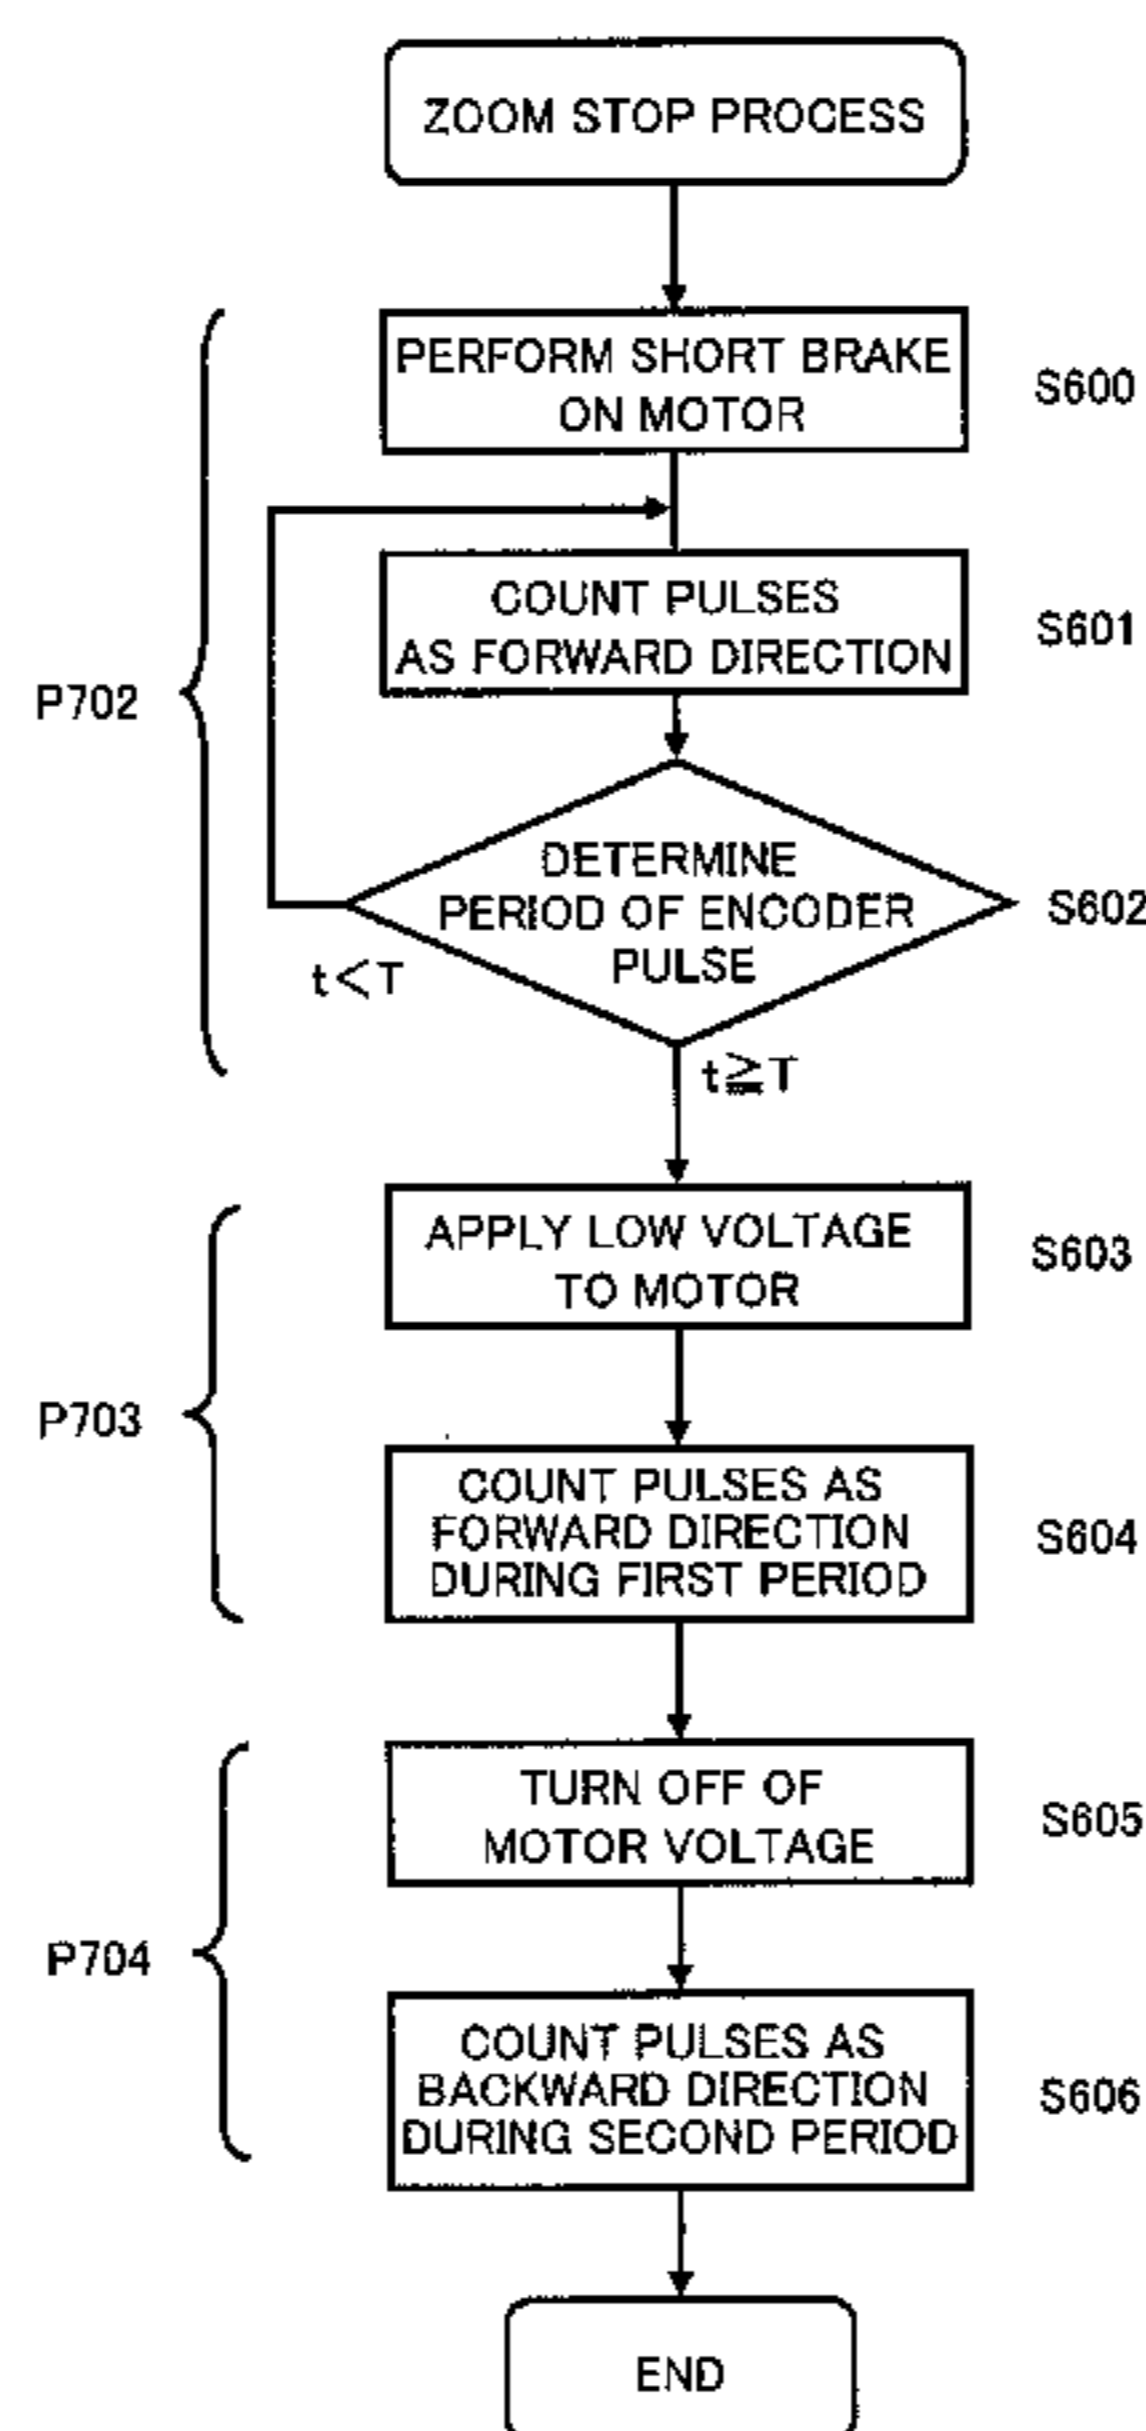 ZOOM STOP PROCESS
PERFORM SHORT BRAKE
ON MOTOR
S600
COUNT PULSES
AS FORWARD DIRECTION
S601
P702
DETERMINE
PERIOD OF ENCODER
PULSE
S602
t<T
t≧T
APPLY LOW VOLTAGE
TO MOTOR
S603
P703
COUNT PULSES AS
FORWARD DIRECTION
DURING FIRST PERIOD
S604
TURN OFF OF
MOTOR VOLTAGE
S605
P704
COUNT PULSES AS
BACKWARD DIRECTION
DURING SECOND PERIOD
S606
END